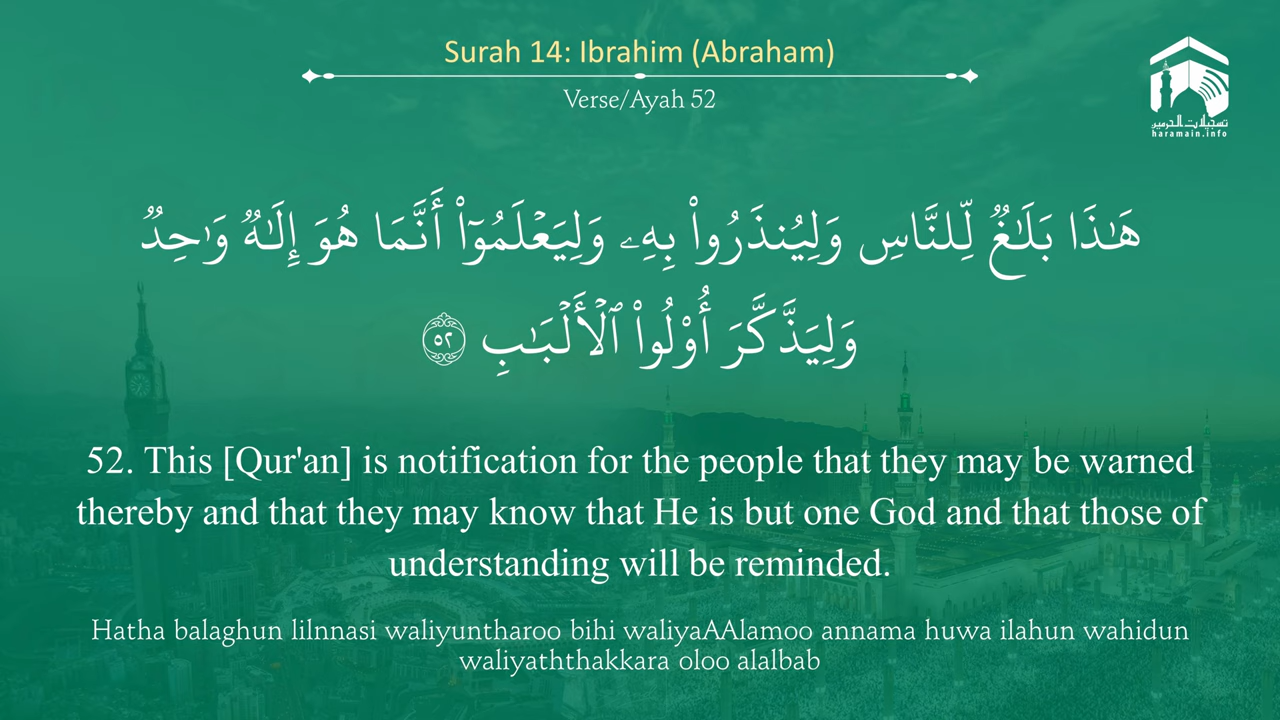 Surah 14: Ibrahim (Abraham)
Verse/Ayah 52
تسجيلات الحرمين
haramain.info
هَـٰذَا بَلَـٰغٌۭ لِّلنَّاسِ وَلِيُنذَرُوا۟ بِهِۦ وَلِيَعْلَمُوٓا۟ أَنَّمَا هُوَ إِلَـٰهٌۭ وَٰحِدٌۭ
وَلِيَذَّكَّرَ أُو۟لُوا۟ ٱلْأَلْبَـٰبِ ٥٢
52. This [Qur'an] is notification for the people that they may be warned
thereby and that they may know that He is but one God and that those of
understanding will be reminded.
Hatha balaghun lilnnasi waliyuntharoo bihi waliyaAAlamoo annama huwa ilahun wahidun
waliyaththakkara oloo alalbab